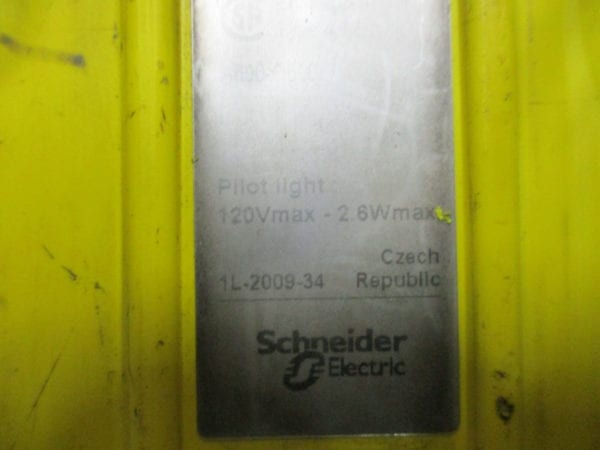 Pilot light :
120Vmax - 2.6Wmax
Czech
1L-2009-34 Republic
Schneider
Electric